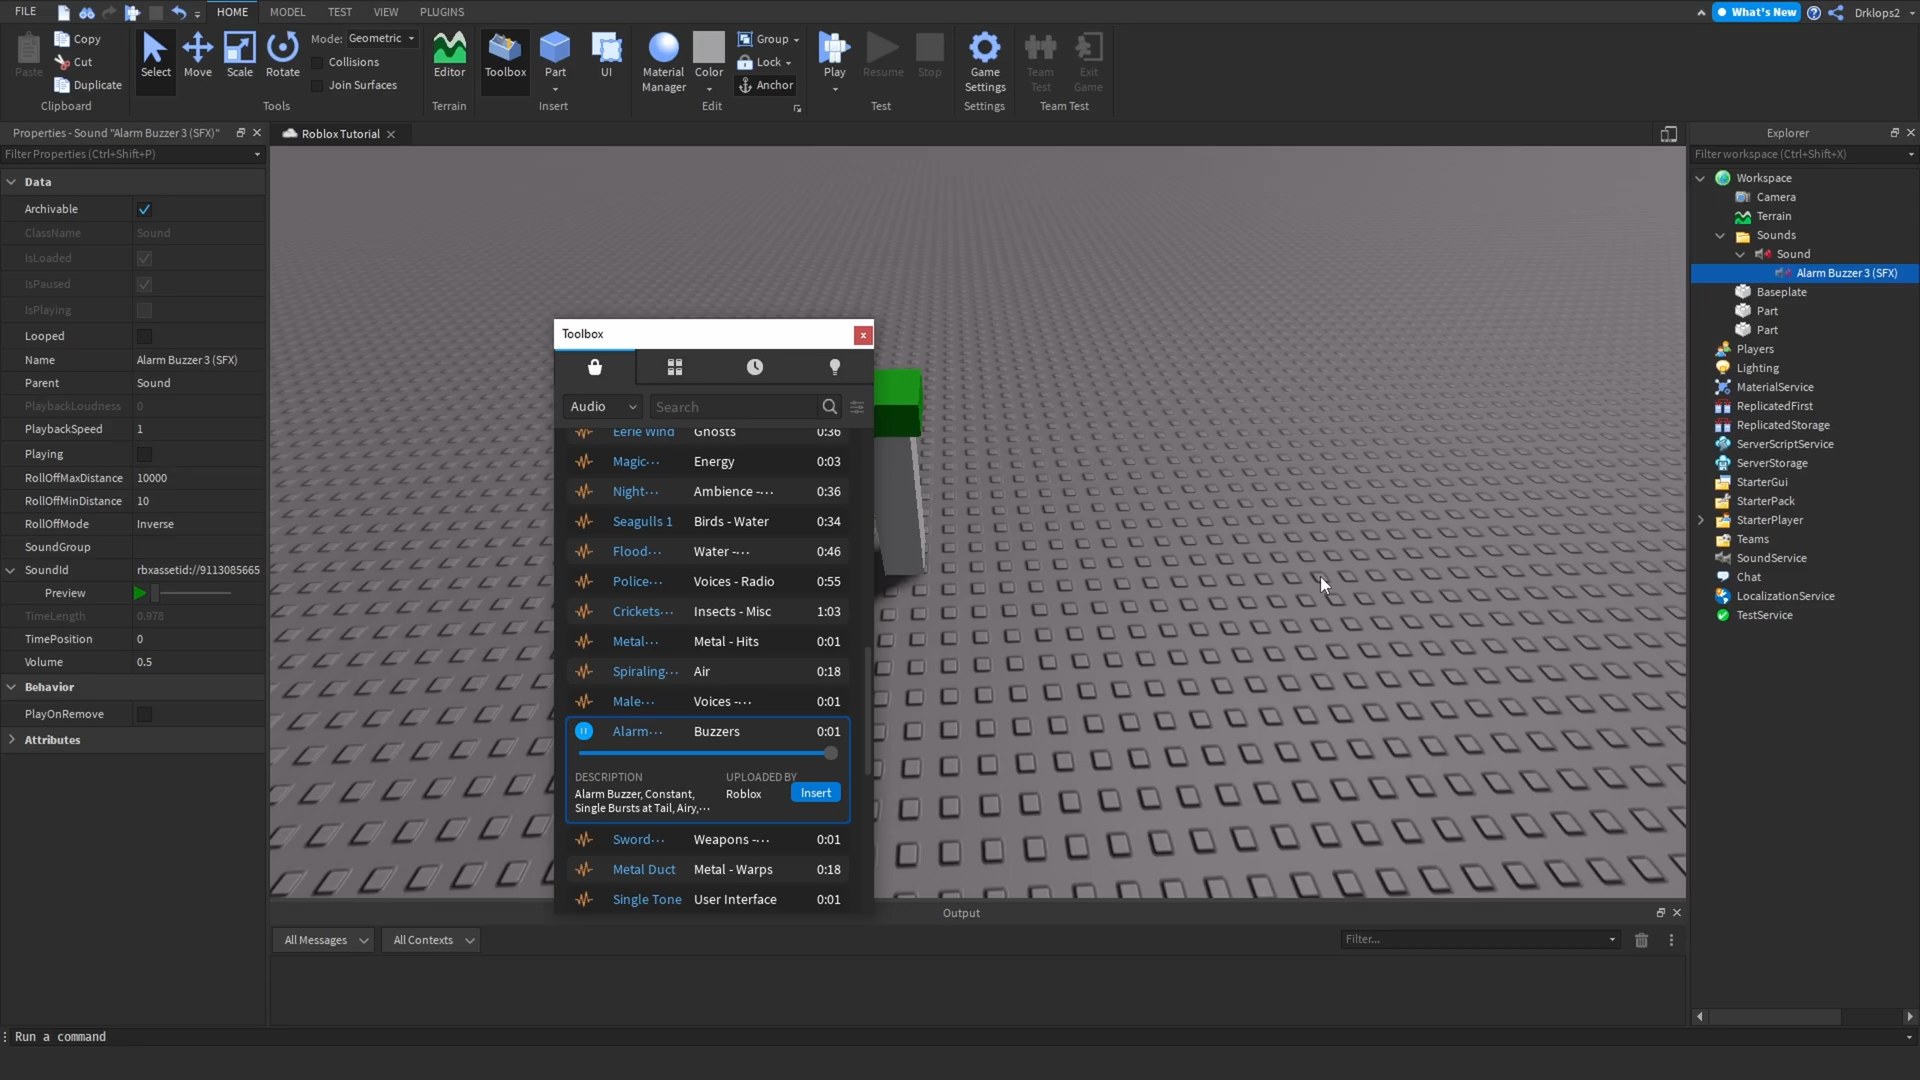 FILE
HOME
MODEL
TEST
VIEW
PLUGINS
What's New
Drklops2
Paste
Copy
Cut
Duplicate
Clipboard
Select
Move
Scale
Rotate
Mode: Geometric
Collisions
Join Surfaces
Tools
Editor
Terrain
Toolbox
Part
UI
Insert
Material
Manager
Color
Group
Lock
Anchor
Edit
Play
Resume
Stop
Test
Game
Settings
Settings
Team
Test
Exit
Game
Team Test
Properties - Sound "Alarm Buzzer 3 (SFX)"
Filter Properties (Ctrl+Shift+P)
Data
Archivable
ClassName Sound
IsLoaded
IsPaused
IsPlaying
Looped
Name Alarm Buzzer 3 (SFX)
Parent Sound
PlaybackLoudness 0
PlaybackSpeed 1
Playing
RollOffMaxDistance 10000
RollOffMinDistance 10
RollOffMode Inverse
SoundGroup
SoundId rbxassetid://9113085665
Preview
TimeLength 0.978
TimePosition 0
Volume 0.5
Behavior
PlayOnRemove
Attributes
Roblox Tutorial
Toolbox
x
Audio
Search
Eerie Wind Ghosts 0:36
Magic··· Energy 0:03
Night··· Ambience -··· 0:36
Seagulls 1 Birds - Water 0:34
Flood··· Water -··· 0:46
Police··· Voices - Radio 0:55
Crickets··· Insects - Misc 1:03
Metal··· Metal - Hits 0:01
Spiraling··· Air 0:18
Male··· Voices -··· 0:01
Alarm··· Buzzers 0:01
DESCRIPTION UPLOADED BY
Alarm Buzzer, Constant, Roblox Insert
Single Bursts at Tail, Airy,···
Sword··· Weapons -··· 0:01
Metal Duct Metal - Warps 0:18
Single Tone User Interface 0:01
Output
All Messages
All Contexts
Filter...
Explorer
Filter workspace (Ctrl+Shift+X)
Workspace
Camera
Terrain
Sounds
Sound
Alarm Buzzer 3 (SFX)
Baseplate
Part
Part
Players
Lighting
MaterialService
ReplicatedFirst
ReplicatedStorage
ServerScriptService
ServerStorage
StarterGui
StarterPack
StarterPlayer
Teams
SoundService
Chat
LocalizationService
TestService
Run a command